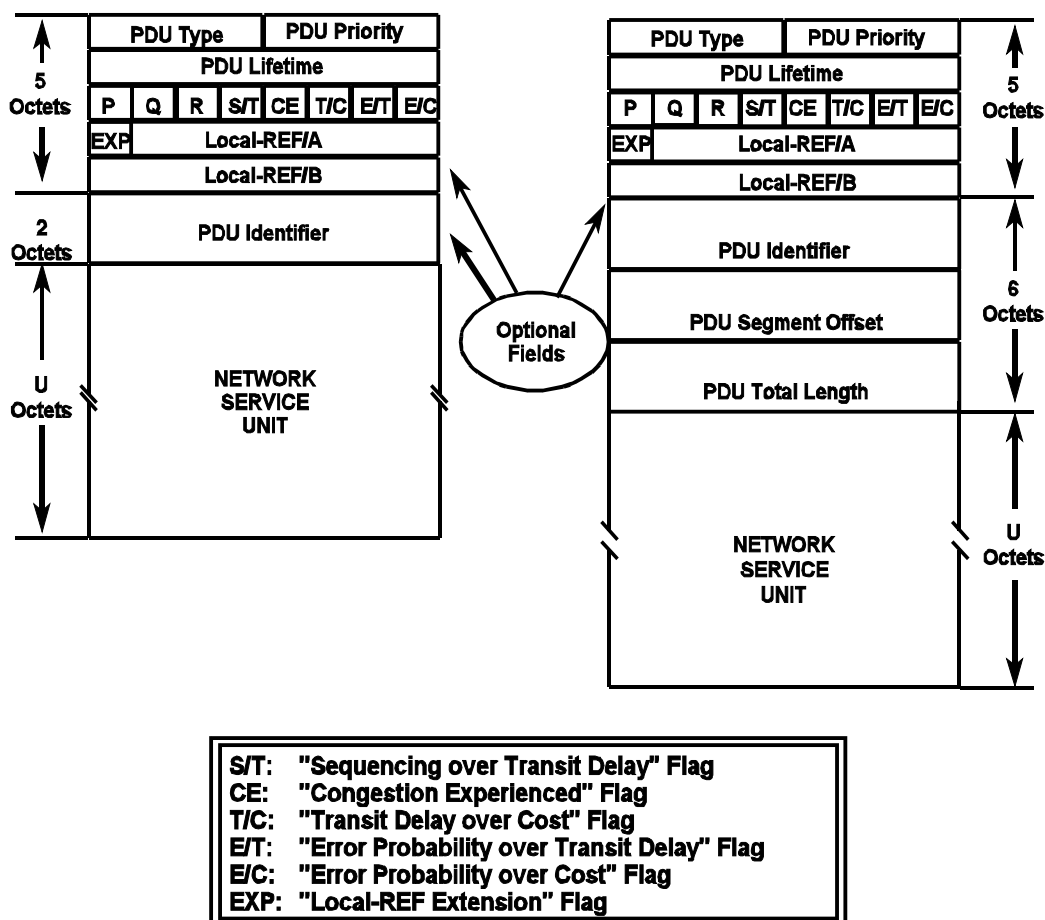 PDU Type PDU Priority
PDU Lifetime
P Q R S/T CE T/C E/T E/C
EXP Local-REF/A
Local-REF/B
PDU Identifier
NETWORK
SERVICE
UNIT
5
Octets
2
Octets
U
Octets
Optional
Fields
PDU Type PDU Priority
PDU Lifetime
P Q R S/T CE T/C E/T E/C
EXP Local-REF/A
Local-REF/B
PDU Identifier
PDU Segment Offset
PDU Total Length
NETWORK
SERVICE
UNIT
5
Octets
6
Octets
U
Octets
S/T: "Sequencing over Transit Delay" Flag
CE: "Congestion Experienced" Flag
T/C: "Transit Delay over Cost" Flag
E/T: "Error Probability over Transit Delay" Flag
E/C: "Error Probability over Cost" Flag
EXP: "Local-REF Extension" Flag